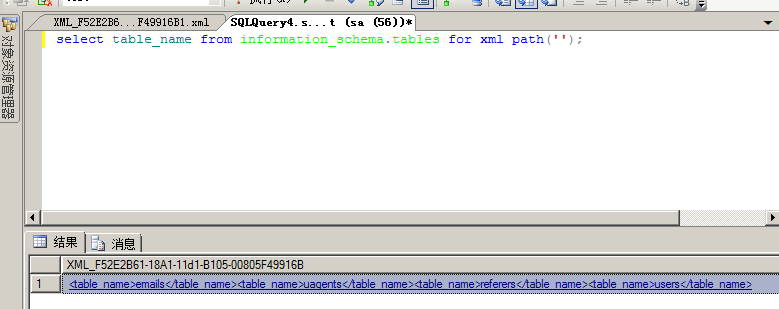 XML_F52E2B6...F49916B1.xml
SQLQuery4.s...t (sa (56))*
对象资源管理器
select table_name from information_schema.tables for xml path('');
结果
消息
XML_F52E2B61-18A1-11d1-B105-00805F49916B
1
<table_name>emails</table_name><table_name>uagents</table_name><table_name>referers</table_name><table_name>users</table_name>